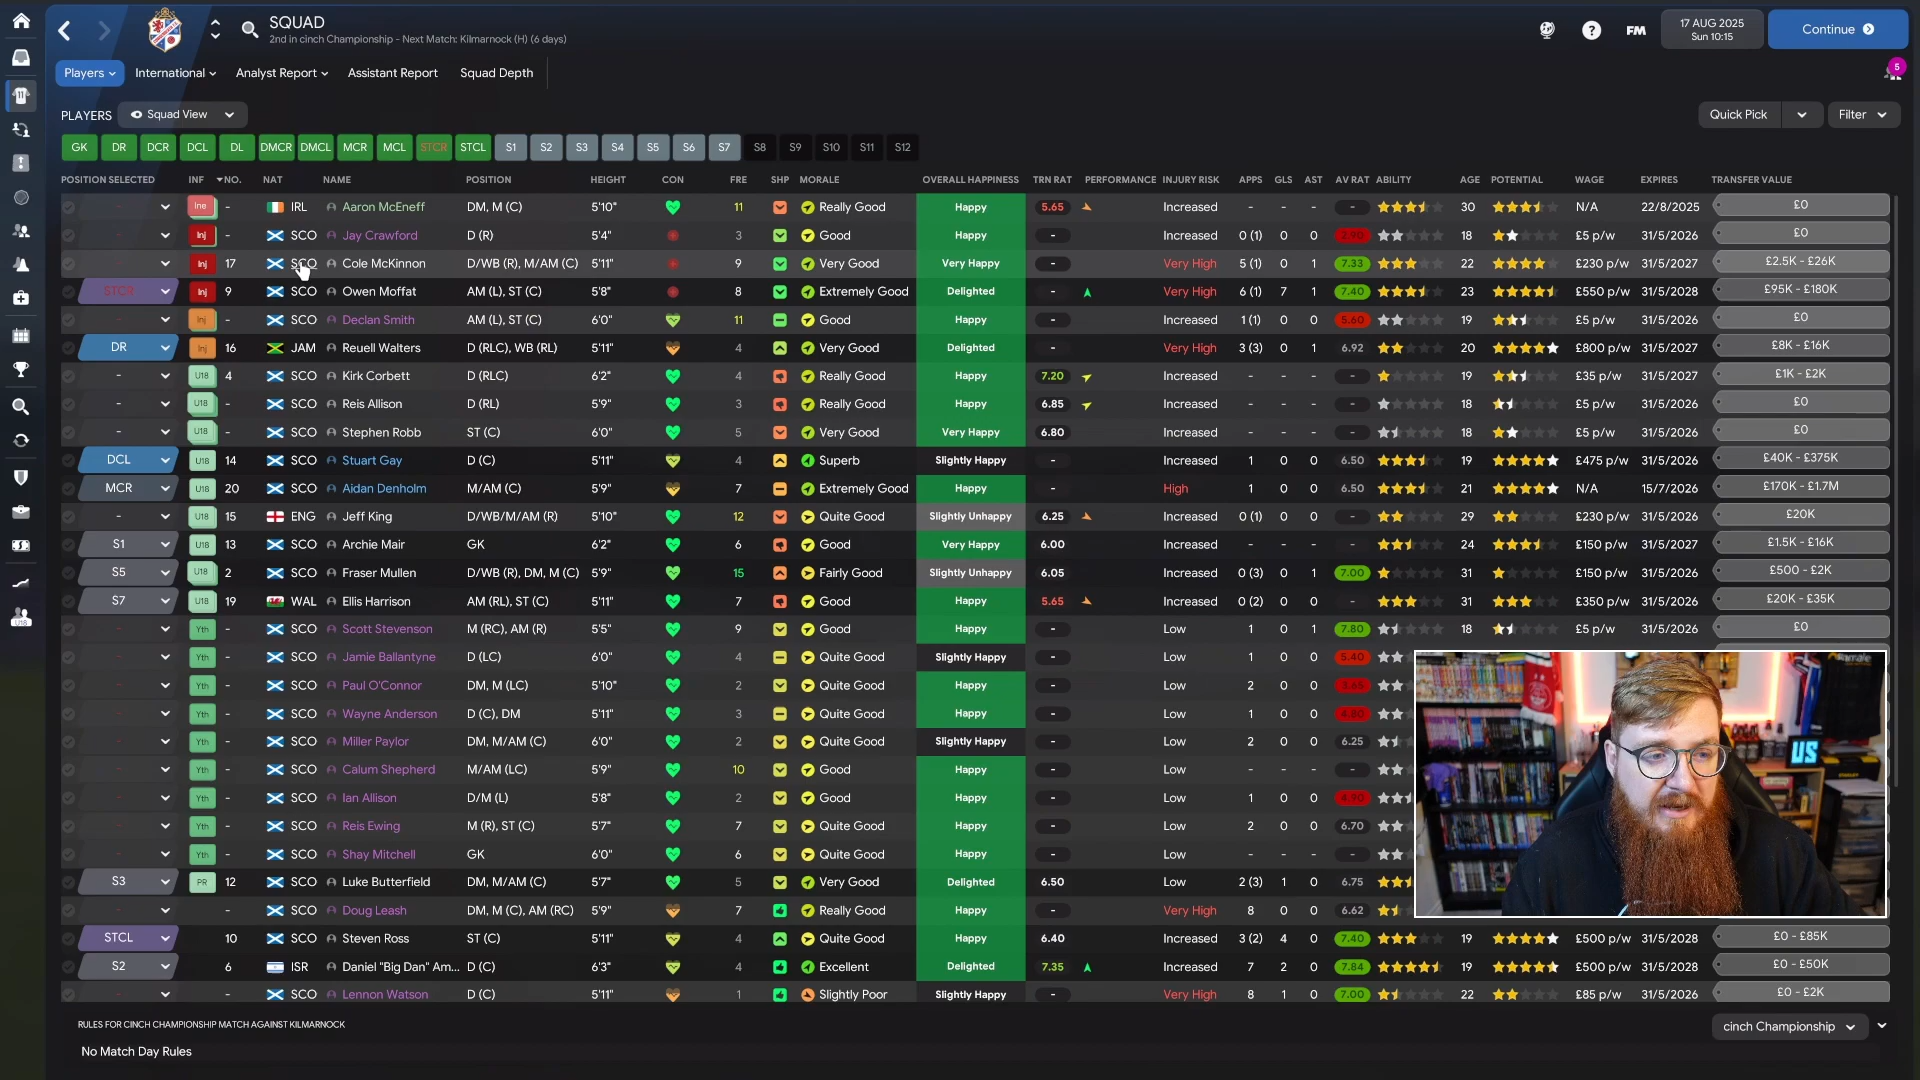 SQUAD
2nd in cinch Championship - Next Match: Kilmarnock (H) (6 days)
FM
17 AUG 2025
Sun 10:15
Continue
Players International Analyst Report Assistant Report Squad Depth
5
PLAYERS Squad View Quick Pick Filter
GK DR DCR DCL DL DMCR DMCL MCR MCL STCR STCL S1 S2 S3 S4 S5 S6 S7 S8 S9 S10 S11 S12
POSITION SELECTED INF NO. NAT NAME POSITION HEIGHT CON FRE SHP MORALE OVERALL HAPPINESS TRN RAT PERFORMANCE INJURY RISK APPS GLS AST AV RAT ABILITY AGE POTENTIAL WAGE EXPIRES TRANSFER VALUE
- Ine - IRL Aaron McEneff DM, M (C) 5'10" 11 Really Good Happy 5.65 Increased - - - - 30 N/A 22/8/2025 £0
- Inj - SCO Jay Crawford D (R) 5'4" 3 Good Happy - Increased 0 (1) 0 0 2.90 18 £5 p/w 31/5/2026 £0
- Inj 17 SCO Cole McKinnon D/WB (R), M/AM (C) 5'11" 9 Very Good Very Happy - Very High 5 (1) 0 1 7.33 22 £230 p/w 31/5/2027 £2.5K - £26K
STCR Inj 9 SCO Owen Moffat AM (L), ST (C) 5'8" 8 Extremely Good Delighted - Very High 6 (1) 7 1 7.40 23 £550 p/w 31/5/2028 £95K - £180K
- Inj - SCO Declan Smith AM (L), ST (C) 6'0" 11 Good Happy - Increased 1 (1) 0 0 5.60 19 £5 p/w 31/5/2026 £0
DR Inj 16 JAM Reuell Walters D (RLC), WB (RL) 5'11" 4 Very Good Delighted - Very High 3 (3) 0 1 6.92 20 £800 p/w 31/5/2027 £8K - £16K
- U18 4 SCO Kirk Corbett D (RLC) 6'2" 4 Really Good Happy 7.20 Increased - - - - 19 £35 p/w 31/5/2027 £1K - £2K
- U18 - SCO Reis Allison D (RL) 5'9" 3 Really Good Happy 6.85 Increased - - - - 18 £5 p/w 31/5/2026 £0
- U18 - SCO Stephen Robb ST (C) 6'0" 5 Very Good Very Happy 6.80 Increased - - - - 18 £5 p/w 31/5/2026 £0
DCL U18 14 SCO Stuart Gay D (C) 5'11" 4 Superb Slightly Happy - Increased 1 0 0 6.50 19 £475 p/w 31/5/2026 £40K - £375K
MCR U18 20 SCO Aidan Denholm M/AM (C) 5'9" 7 Extremely Good Happy - High 1 0 0 6.50 21 N/A 15/7/2026 £170K - £1.7M
- U18 15 ENG Jeff King D/WB/M/AM (R) 5'10" 12 Quite Good Slightly Unhappy 6.25 Increased 0 (1) 0 0 - 29 £230 p/w 31/5/2026 £20K
S1 U18 13 SCO Archie Mair GK 6'2" 6 Good Very Happy 6.00 Increased - - - - 24 £150 p/w 31/5/2027 £1.5K - £16K
S5 U18 2 SCO Fraser Mullen D/WB (R), DM, M (C) 5'9" 15 Fairly Good Slightly Unhappy 6.05 Increased 0 (3) 0 1 7.00 31 £150 p/w 31/5/2026 £500 - £2K
S7 U18 19 WAL Ellis Harrison AM (RL), ST (C) 5'11" 7 Good Happy 5.65 Increased 0 (2) 0 0 - 31 £350 p/w 31/5/2026 £20K - £35K
- Yth - SCO Scott Stevenson M (RC), AM (R) 5'5" 9 Good Happy - Low 1 0 1 7.80 18 £5 p/w 31/5/2026 £0
- Yth - SCO Jamie Ballantyne D (LC) 6'0" 4 Quite Good Slightly Happy - Low 1 0 0 5.40
- Yth - SCO Paul O'Connor DM, M (LC) 5'10" 2 Quite Good Happy - Low 2 0 0
- Yth - SCO Wayne Anderson D (C), DM 5'11" 3 Quite Good Happy - Low 1 0 0 4.80
- Yth - SCO Miller Paylor DM, M/AM (C) 6'0" 2 Quite Good Slightly Happy - Low 2 0 0 6.25
- Yth - SCO Calum Shepherd M/AM (LC) 5'9" 10 Good Happy - Low - - - -
- Yth - SCO Ian Allison D/M (L) 5'8" 2 Good Happy - Low 1 0 0 4.90
- Yth - SCO Reis Ewing M (R), ST (C) 5'7" 7 Quite Good Happy - Low 2 0 0 6.70
- Yth - SCO Shay Mitchell GK 6'0" 6 Quite Good Happy - Low - - - -
S3 PR 12 SCO Luke Butterfield DM, M/AM (C) 5'7" 5 Very Good Delighted 6.50 Low 2 (3) 1 0 6.75
- - SCO Doug Leash DM, M (C), AM (RC) 5'9" 7 Really Good Happy - Very High 8 0 0 6.62
STCL 10 SCO Steven Ross ST (C) 5'11" 4 Quite Good Happy 6.40 Increased 3 (2) 4 0 7.40 19 £500 p/w 31/5/2028 £0 - £85K
S2 6 ISR Daniel "Big Dan" Am... D (C) 6'3" 4 Excellent Delighted 7.35 Increased 7 2 0 7.84 19 £500 p/w 31/5/2028 £0 - £50K
- - SCO Lennon Watson D (C) 5'11" 1 Slightly Poor Slightly Happy - Very High 8 1 0 7.00 22 £85 p/w 31/5/2026 £0 - £2K
US
RULES FOR CINCH CHAMPIONSHIP MATCH AGAINST KILMARNOCK
cinch Championship
No Match Day Rules